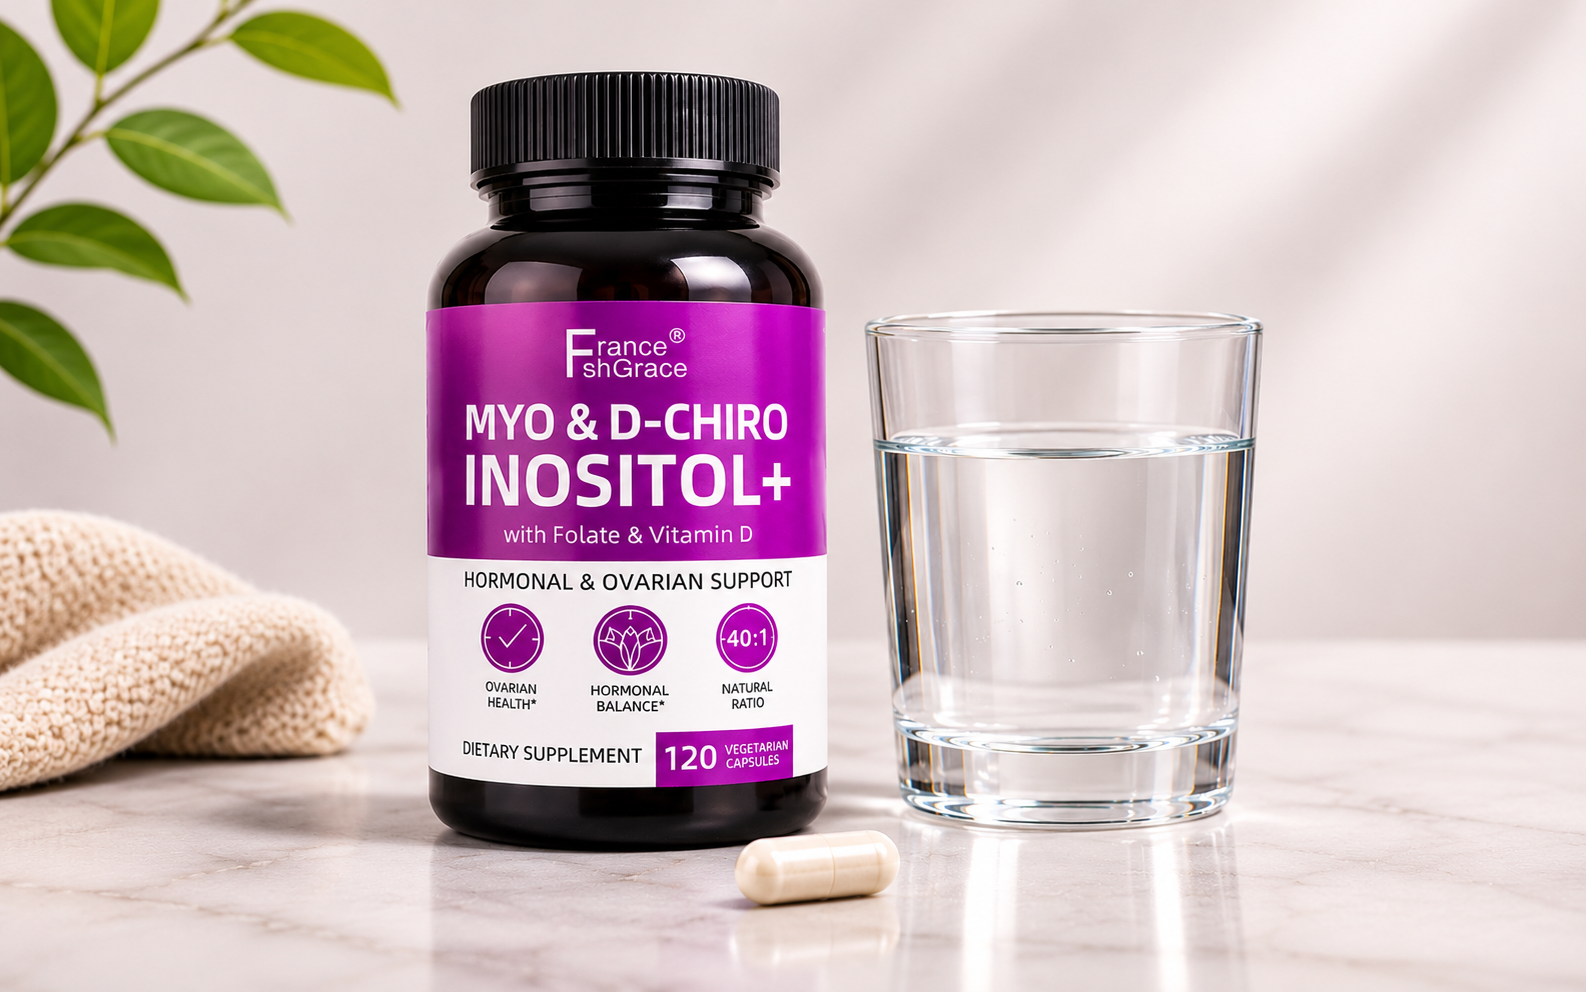 France®
shGrace
MYO & D-CHIRO
INOSITOL+
with Folate & Vitamin D
HORMONAL & OVARIAN SUPPORT
OVARIAN
HEALTH*
HORMONAL
BALANCE*
40:1
NATURAL
RATIO
DIETARY SUPPLEMENT
120 VEGETARIAN
CAPSULES